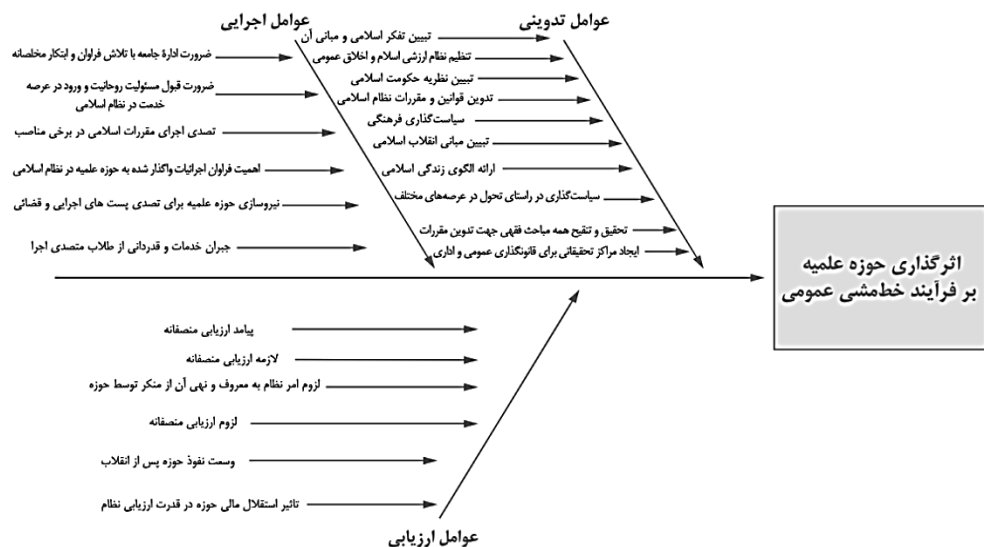 عوامل تدوینی
تبیین تفکر اسلامی و مبانی آن
تنظیم نظام ارزشی اسلام و اخلاق عمومی
تبیین نظریه حکومت اسلامی
تدوین قوانین و مقررات نظام اسلامی
سیاست‌گذاری فرهنگی
تبیین مبانی انقلاب اسلامی
ارائه الگوی زندگی اسلامی
سیاست‌گذاری در راستای تحول در عرصه‌های مختلف
تحقیق و تنقیح همه مباحث فقهی جهت تدوین مقررات
ایجاد مراکز تحقیقاتی برای قانونگذاری عمومی و اداری
عوامل اجرایی
ضرورت ادارۀ جامعه با تلاش فراوان و ابتکار مخلصانه
ضرورت قبول مسئولیت روحانیت و ورود در عرصه
خدمت در نظام اسلامی
تصدی اجرای مقررات اسلامی در برخی مناصب
اهمیت فراوان اجرائیات واگذار شده به حوزه علمیه در نظام اسلامی
نیروسازی حوزه علمیه برای تصدی پست های اجرایی و قضائی
جبران خدمات و قدردانی از طلاب متصدی اجرا
اثرگذاری حوزه علمیه
بر فرآیند خط‌مشی عمومی
پیامد ارزیابی منصفانه
لازمه ارزیابی منصفانه
لزوم امر نظام به معروف و نهی آن از منکر توسط حوزه
لزوم ارزیابی منصفانه
وسعت نفوذ حوزه پس از انقلاب
تاثیر استقلال مالی حوزه در قدرت ارزیابی نظام
عوامل ارزیابی